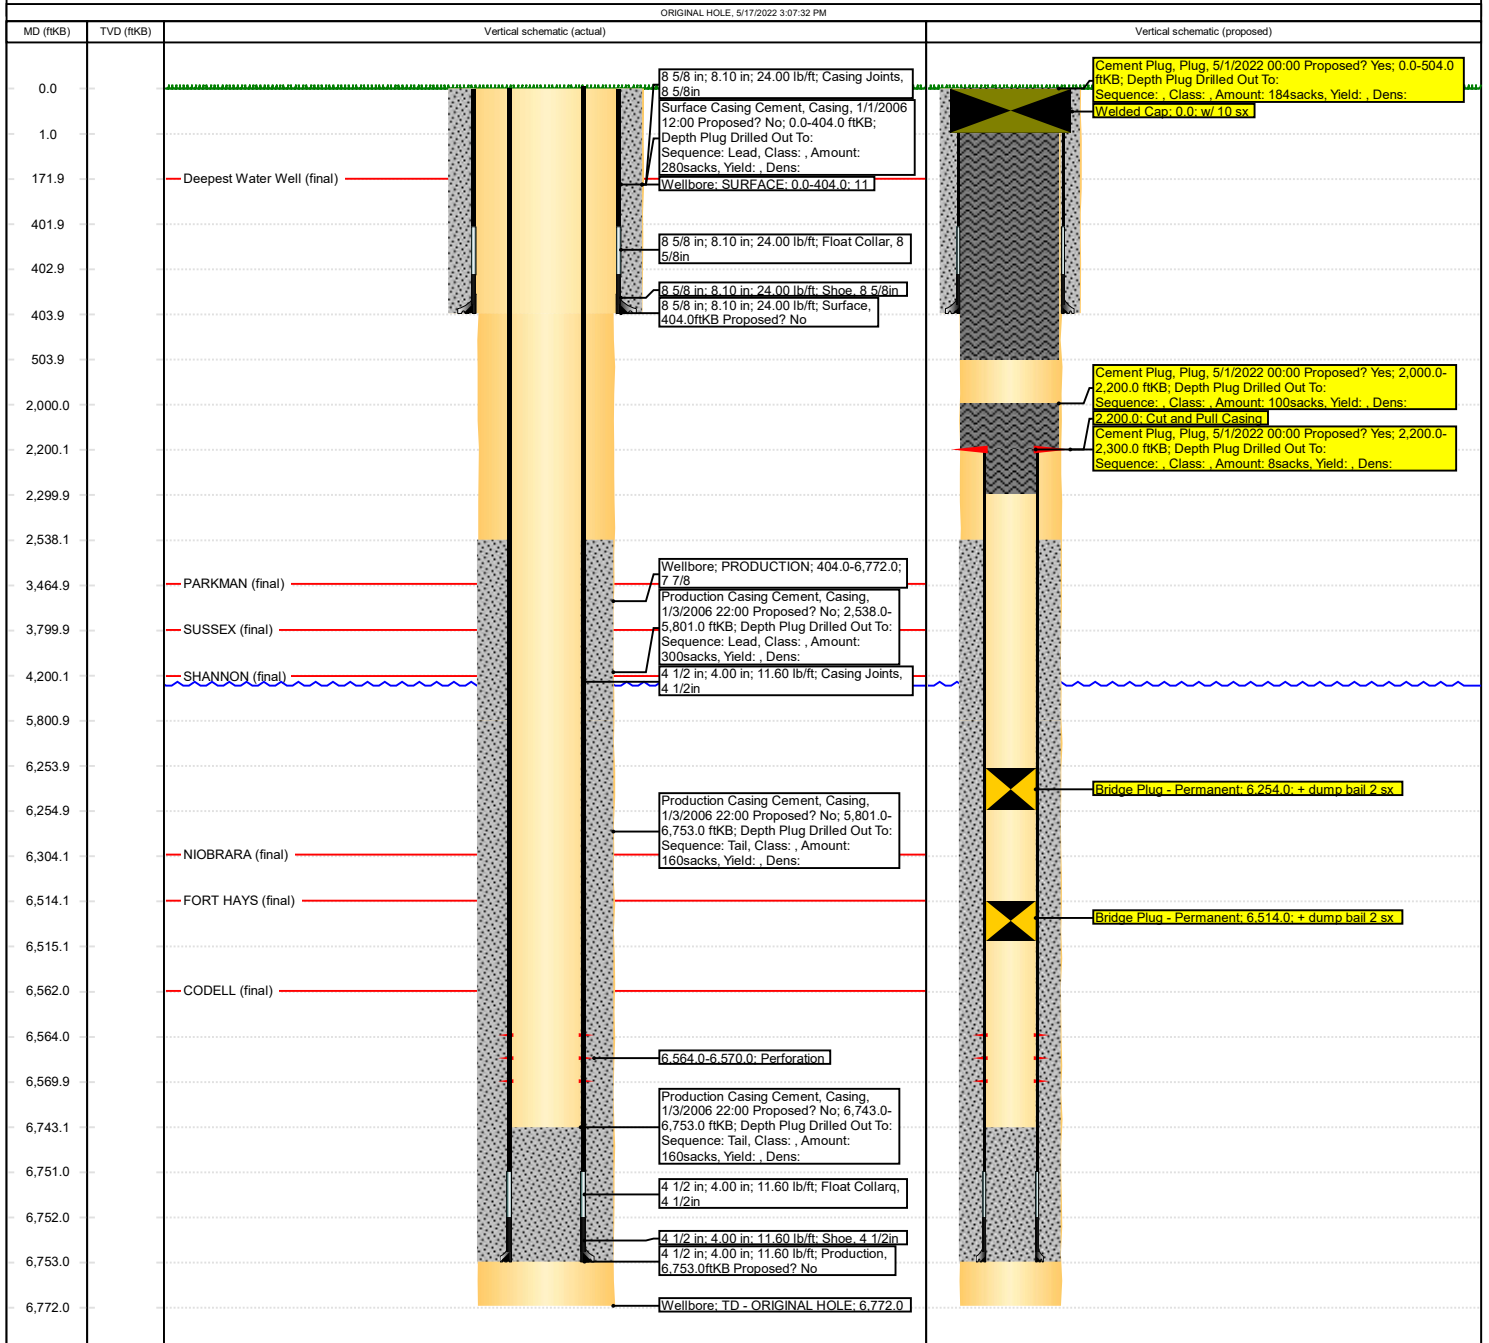 ORIGINAL HOLE, 5/17/2022 3:07:32 PM
MD (ftKB)
TVD (ftKB)
Vertical schematic (actual)
Vertical schematic (proposed)
0.0
1.0
171.9
401.9
402.9
403.9
503.9
2,000.0
2,200.1
2,299.9
2,538.1
3,464.9
3,799.9
4,200.1
5,800.9
6,253.9
6,254.9
6,304.1
6,514.1
6,515.1
6,562.0
6,564.0
6,569.9
6,743.1
6,751.0
6,752.0
6,753.0
6,772.0
Deepest Water Well (final)
PARKMAN (final)
SUSSEX (final)
SHANNON (final)
NIOBRARA (final)
FORT HAYS (final)
CODELL (final)
8 5/8 in; 8.10 in; 24.00 lb/ft; Casing Joints,
8 5/8in
Surface Casing Cement, Casing, 1/1/2006
12:00 Proposed? No; 0.0-404.0 ftKB;
Depth Plug Drilled Out To:
Sequence: Lead, Class: , Amount:
280sacks, Yield: , Dens:
Wellbore; SURFACE; 0.0-404.0; 11
8 5/8 in; 8.10 in; 24.00 lb/ft; Float Collar, 8
5/8in
8 5/8 in; 8.10 in; 24.00 lb/ft; Shoe, 8 5/8in
8 5/8 in; 8.10 in; 24.00 lb/ft; Surface,
404.0ftKB Proposed? No
Wellbore; PRODUCTION; 404.0-6,772.0;
7 7/8
Production Casing Cement, Casing,
1/3/2006 22:00 Proposed? No; 2,538.0-
5,801.0 ftKB; Depth Plug Drilled Out To:
Sequence: Lead, Class: , Amount:
300sacks, Yield: , Dens:
4 1/2 in; 4.00 in; 11.60 lb/ft; Casing Joints,
4 1/2in
Production Casing Cement, Casing,
1/3/2006 22:00 Proposed? No; 5,801.0-
6,753.0 ftKB; Depth Plug Drilled Out To:
Sequence: Tail, Class: , Amount:
160sacks, Yield: , Dens:
6,564.0-6,570.0; Perforation
Production Casing Cement, Casing,
1/3/2006 22:00 Proposed? No; 6,743.0-
6,753.0 ftKB; Depth Plug Drilled Out To:
Sequence: Tail, Class: , Amount:
160sacks, Yield: , Dens:
4 1/2 in; 4.00 in; 11.60 lb/ft; Float Collarq,
4 1/2in
4 1/2 in; 4.00 in; 11.60 lb/ft; Shoe, 4 1/2in
4 1/2 in; 4.00 in; 11.60 lb/ft; Production,
6,753.0ftKB Proposed? No
Wellbore; TD - ORIGINAL HOLE; 6,772.0
Cement Plug, Plug, 5/1/2022 00:00 Proposed? Yes; 0.0-504.0
ftKB; Depth Plug Drilled Out To:
Sequence: , Class: , Amount: 184sacks, Yield: , Dens:
Welded Cap; 0.0; w/ 10 sx
Cement Plug, Plug, 5/1/2022 00:00 Proposed? Yes; 2,000.0-
2,200.0 ftKB; Depth Plug Drilled Out To:
Sequence: , Class: , Amount: 100sacks, Yield: , Dens:
2,200.0; Cut and Pull Casing
Cement Plug, Plug, 5/1/2022 00:00 Proposed? Yes; 2,200.0-
2,300.0 ftKB; Depth Plug Drilled Out To:
Sequence: , Class: , Amount: 8sacks, Yield: , Dens:
Bridge Plug - Permanent; 6,254.0; + dump bail 2 sx
Bridge Plug - Permanent; 6,514.0; + dump bail 2 sx